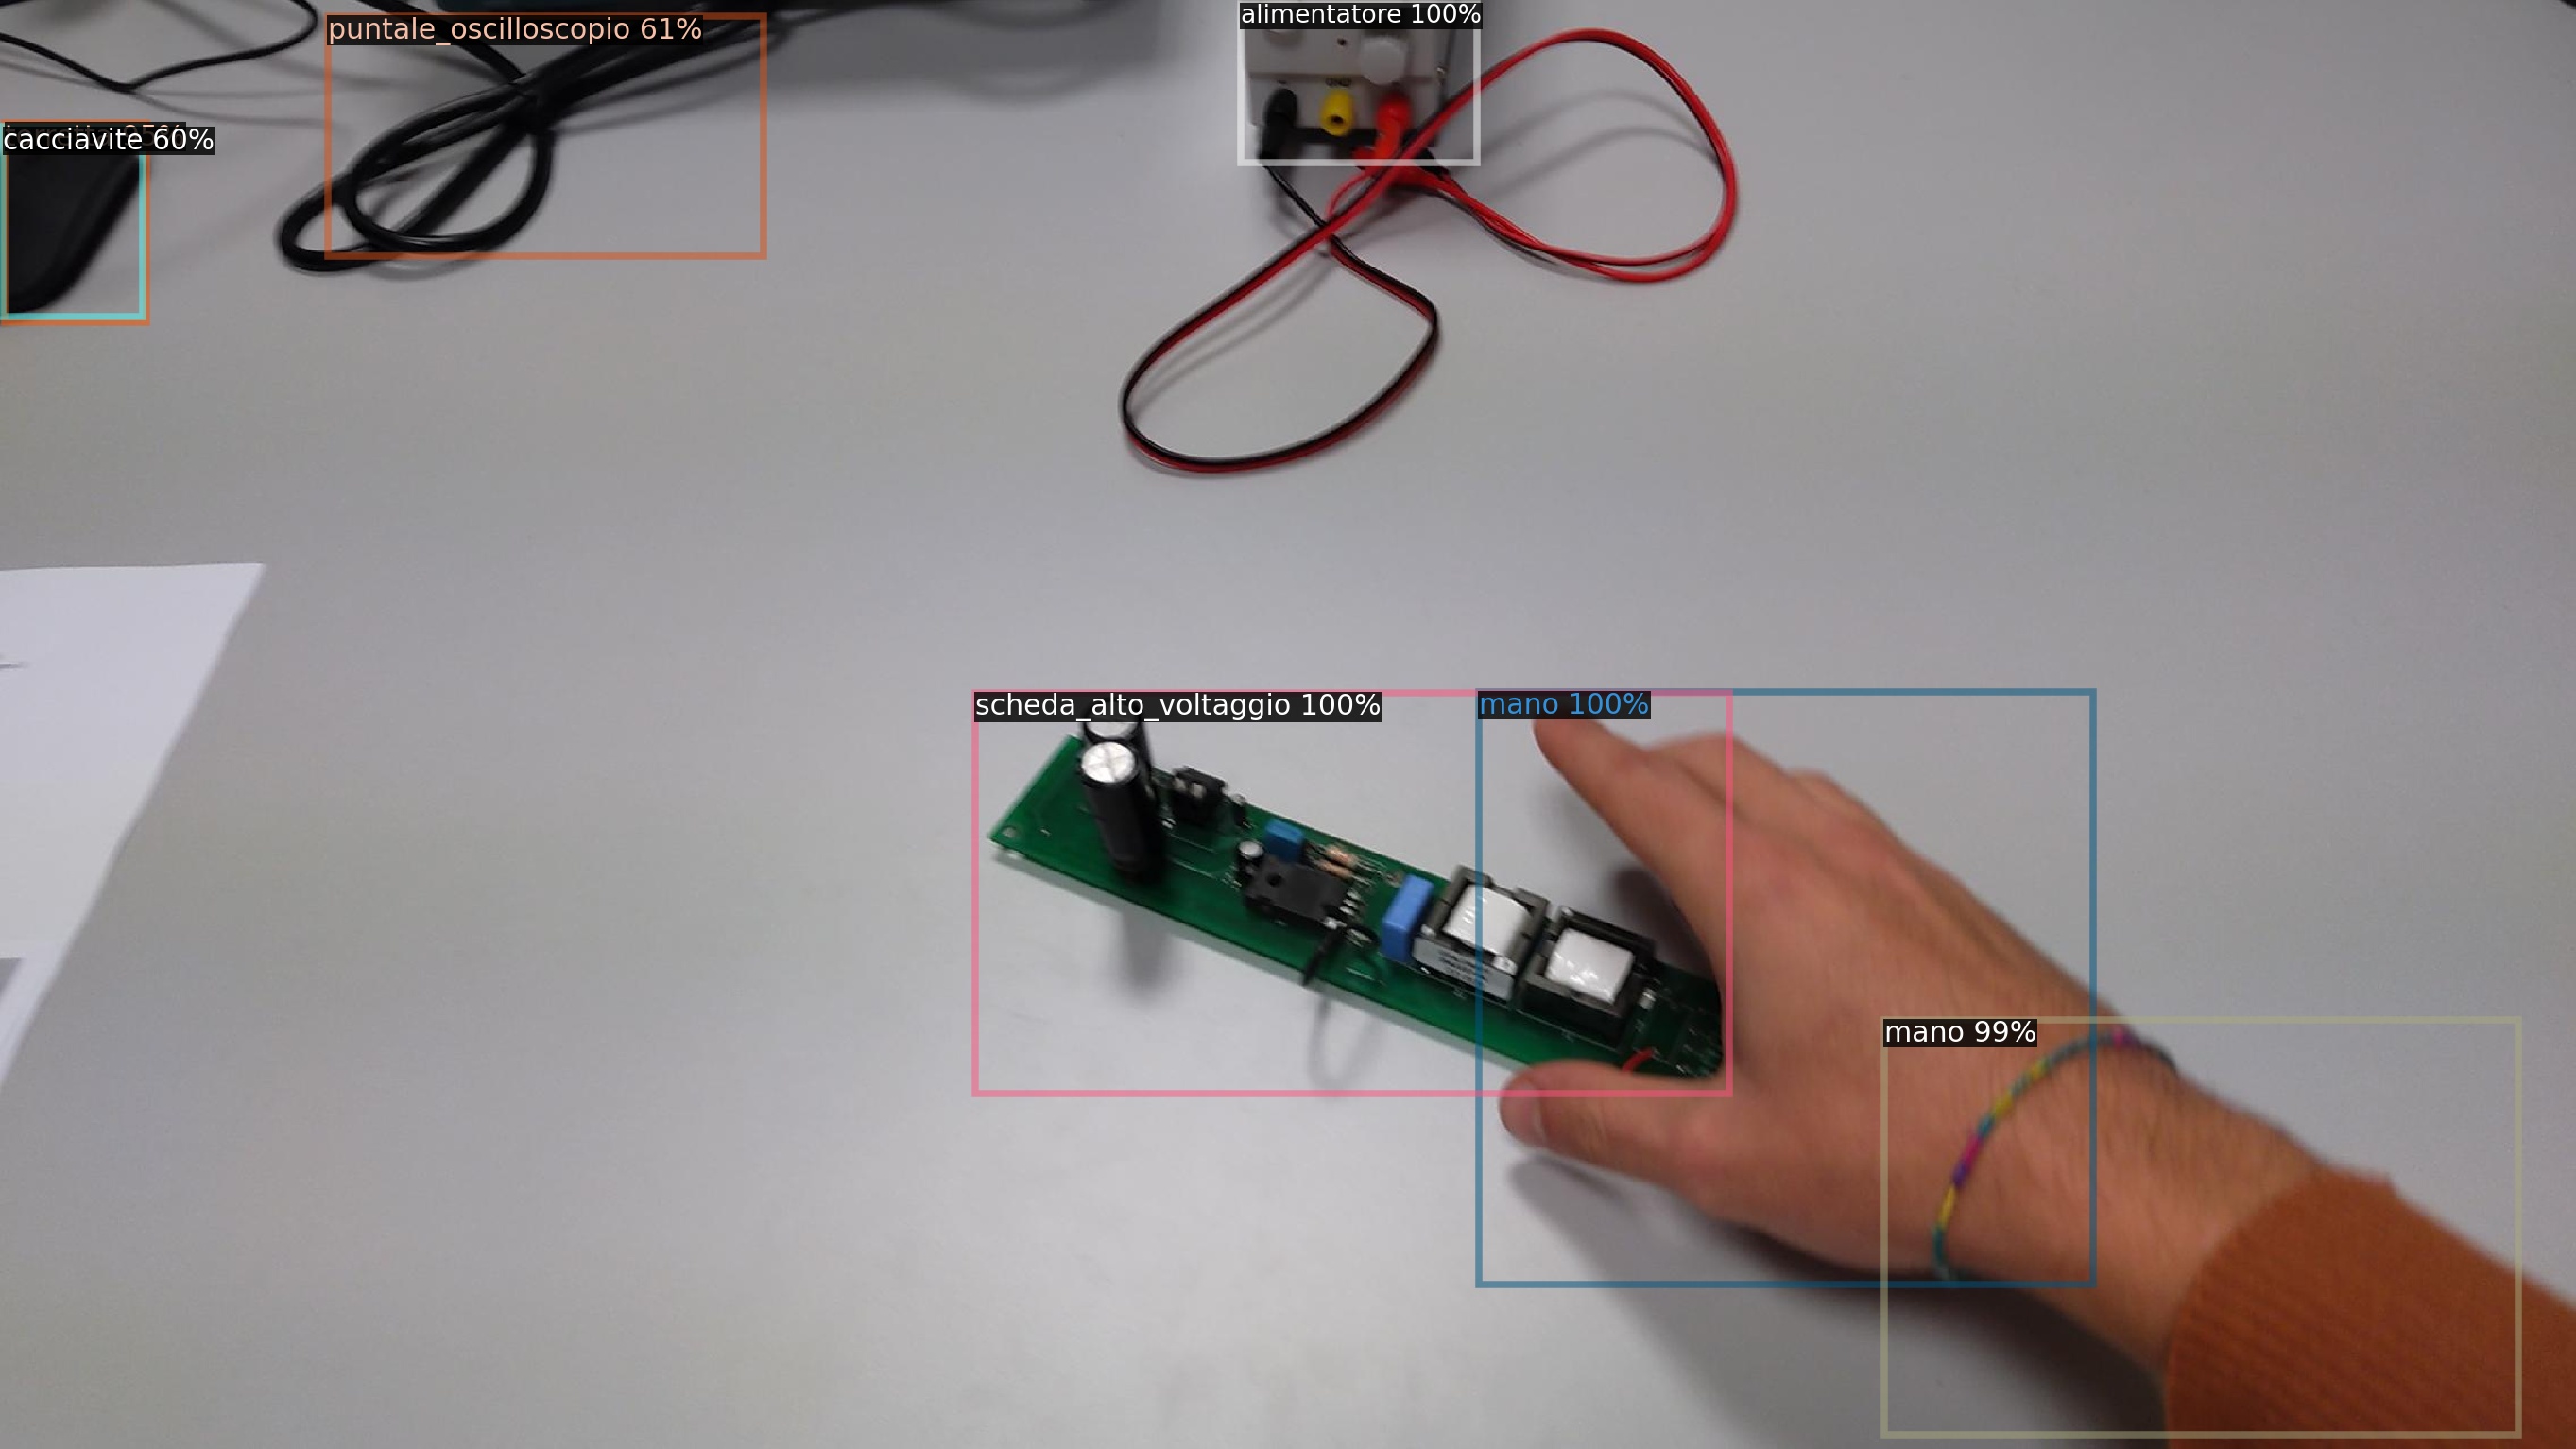 alimentatore 100%
puntale_oscilloscopio 61%
cacciavite 60%
scheda_alto_voltaggio 100%
mano 100%
mano 99%